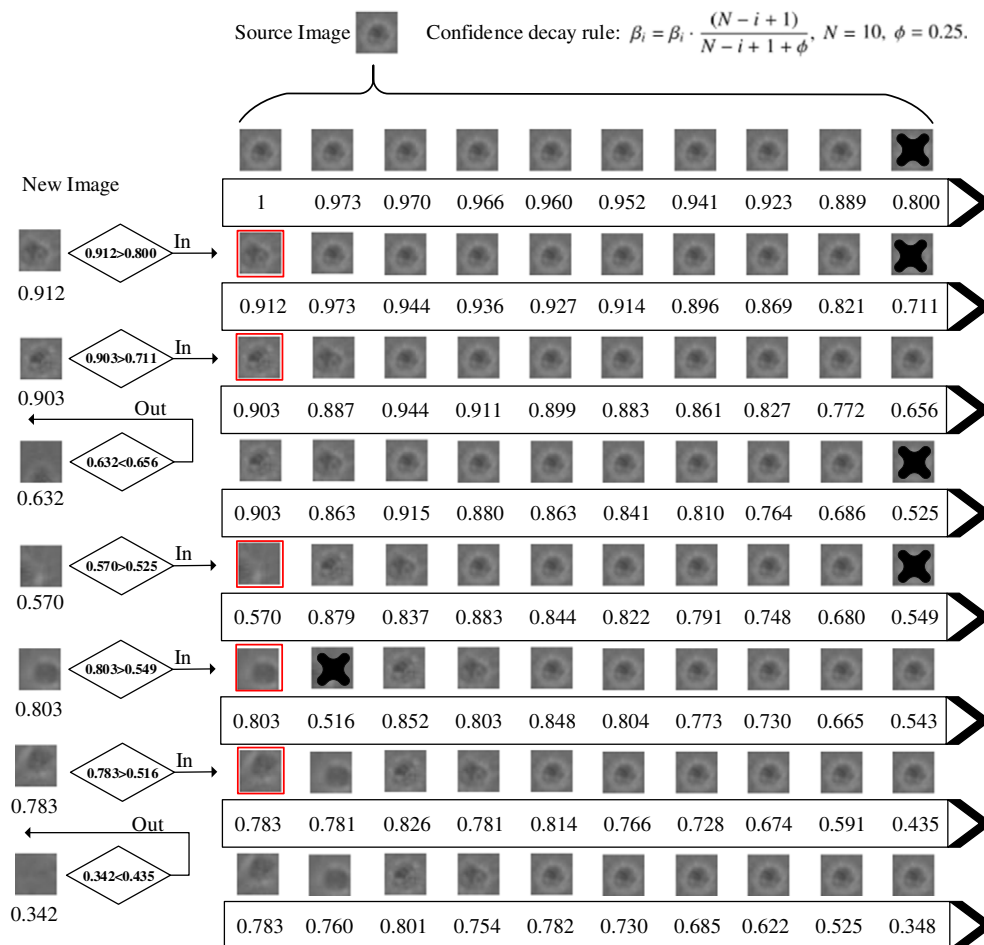 Source Image Confidence decay rule: β_i = β_i · (N − i + 1) / (N − i + 1 + ϕ), N = 10, ϕ = 0.25.
New Image
1 0.973 0.970 0.966 0.960 0.952 0.941 0.923 0.889 0.800
0.912>0.800 In
0.912
0.912 0.973 0.944 0.936 0.927 0.914 0.896 0.869 0.821 0.711
0.903>0.711 In
0.903
0.903 0.887 0.944 0.911 0.899 0.883 0.861 0.827 0.772 0.656
Out
0.632<0.656
0.632
0.903 0.863 0.915 0.880 0.863 0.841 0.810 0.764 0.686 0.525
0.570>0.525 In
0.570
0.570 0.879 0.837 0.883 0.844 0.822 0.791 0.748 0.680 0.549
0.803>0.549 In
0.803
0.803 0.516 0.852 0.803 0.848 0.804 0.773 0.730 0.665 0.543
0.783>0.516 In
0.783
0.783 0.781 0.826 0.781 0.814 0.766 0.728 0.674 0.591 0.435
Out
0.342<0.435
0.342
0.783 0.760 0.801 0.754 0.782 0.730 0.685 0.622 0.525 0.348